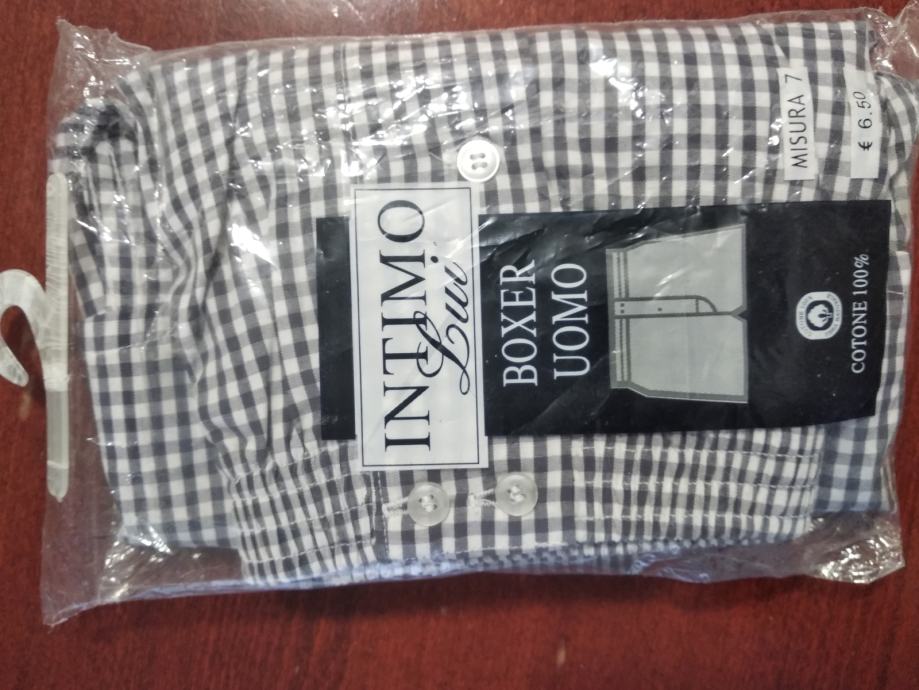 INTIMO
Lui
BOXER
UOMO
COTONE 100%
MISURA 7
€ 6.50